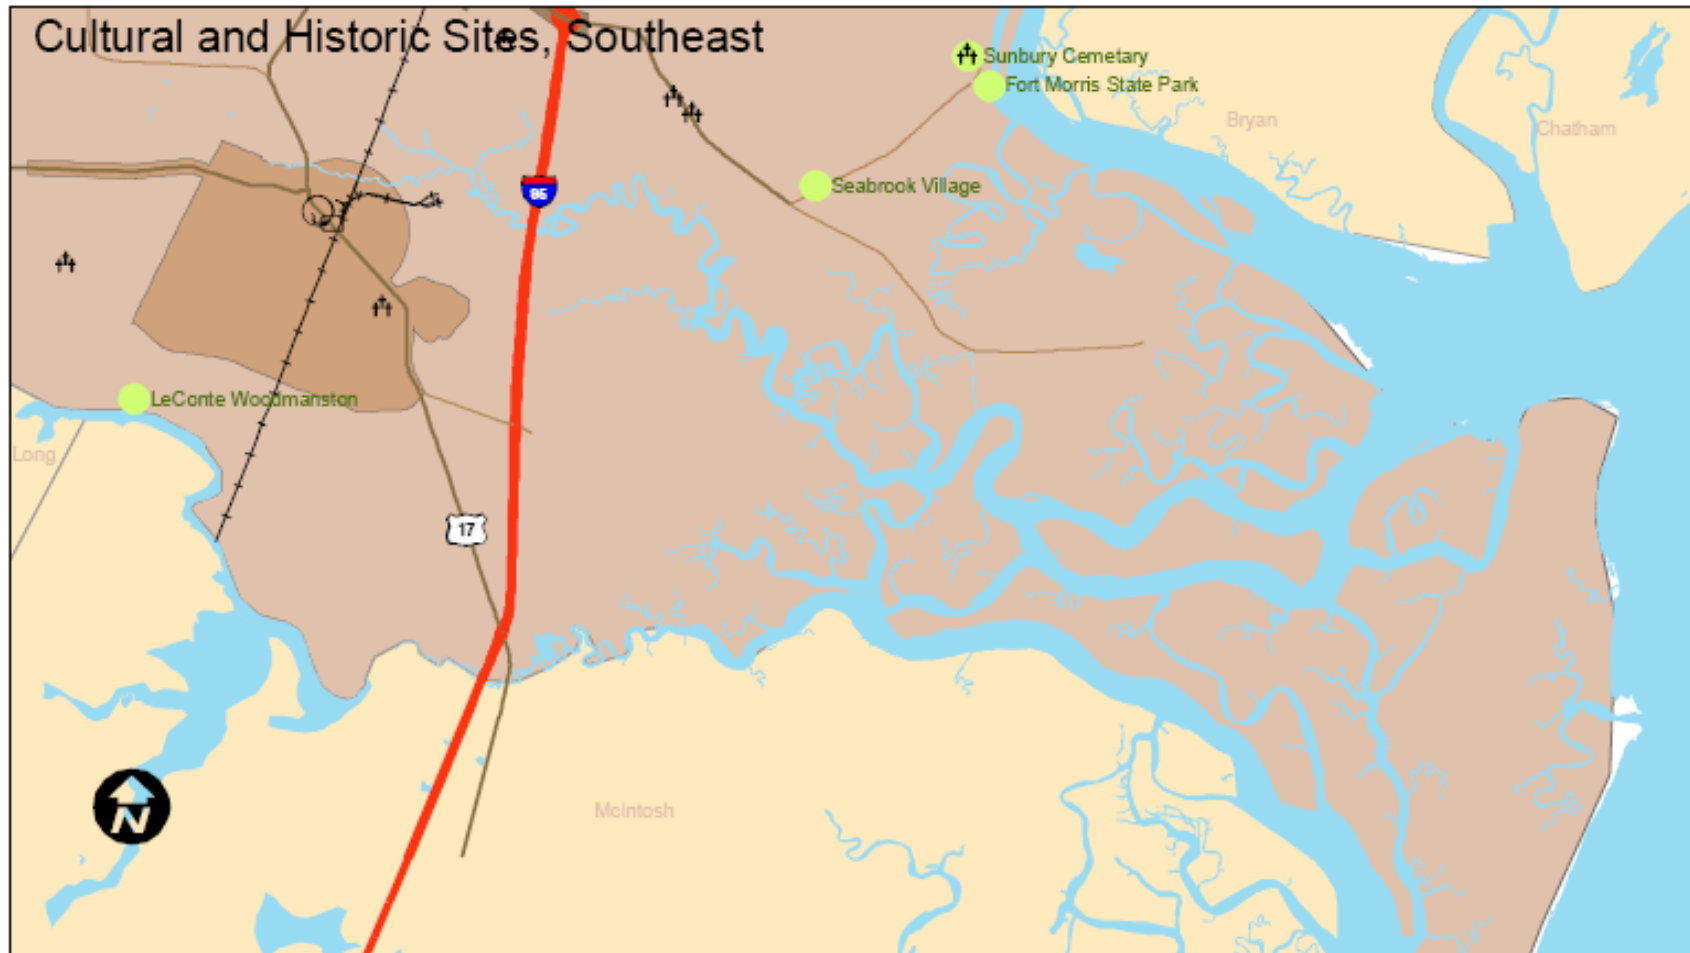 Cultural and Historic Sites, Southeast
Sunbury Cemetary
Fort Morris State Park
Bryan
Chatham
95
Seabrook Village
LeConte Woodmanston
Long
17
McIntosh
N